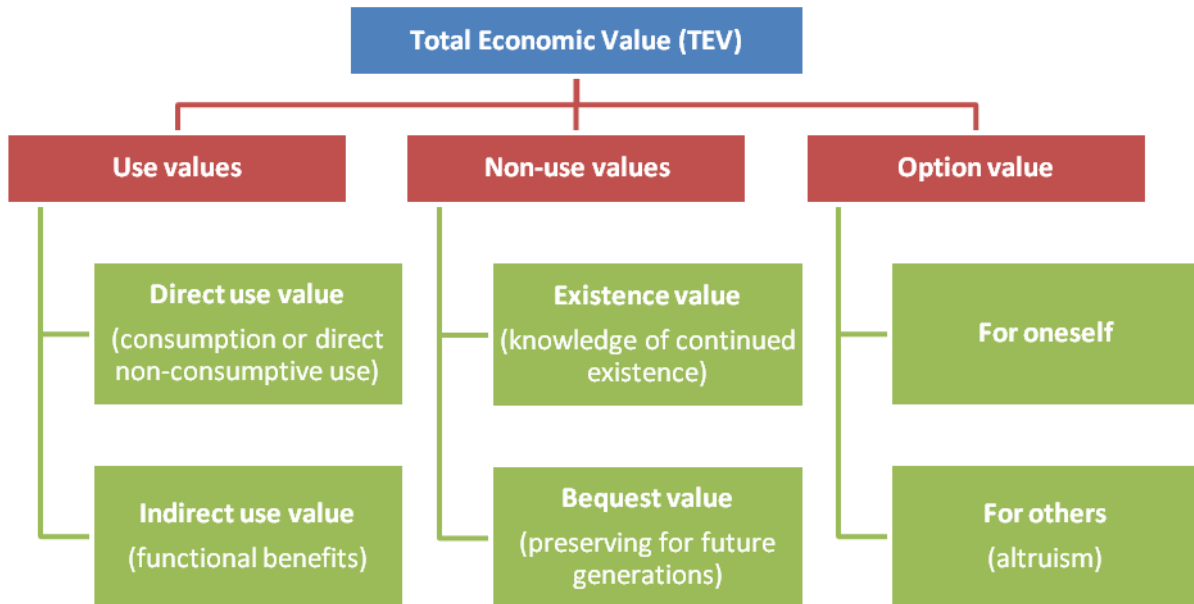 Total Economic Value (TEV)
Use values
Non-use values
Option value
Direct use value
(consumption or direct
non-consumptive use)
Existence value
(knowledge of continued
existence)
For oneself
Indirect use value
(functional benefits)
Bequest value
(preserving for future
generations)
For others
(altruism)